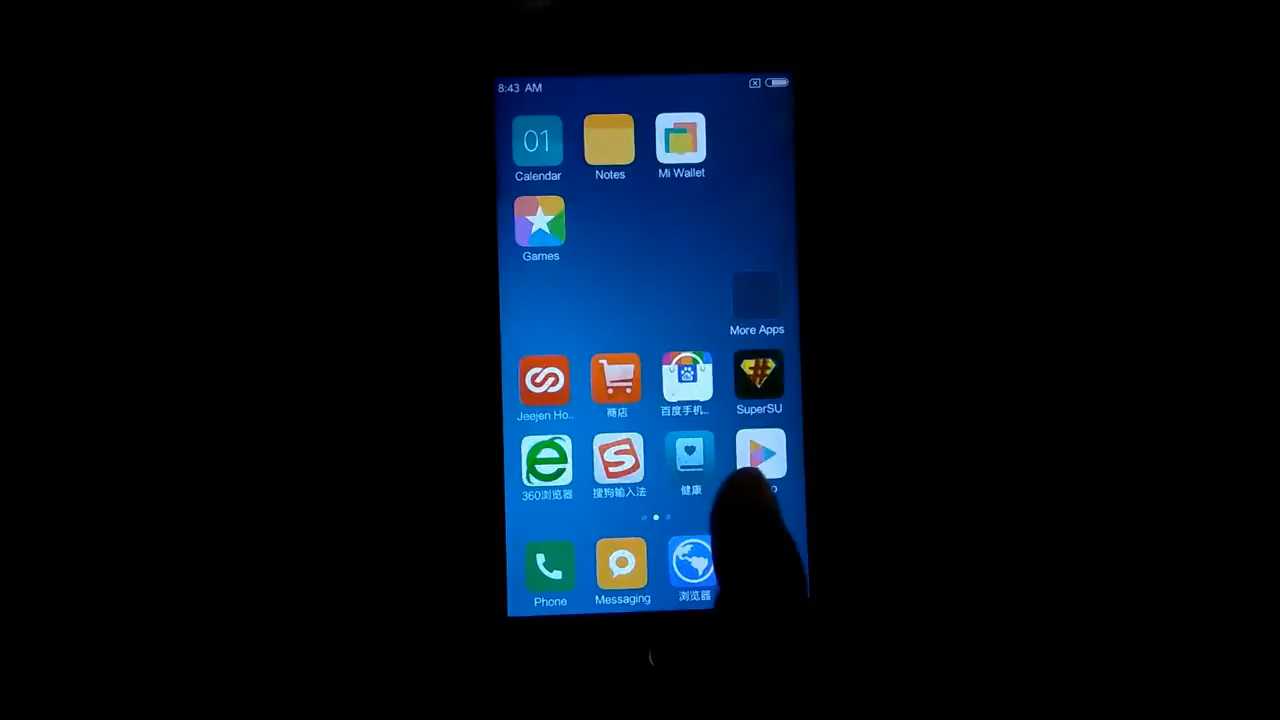 8:43 AM
01
Calendar
Notes
Mi Wallet
Games
More Apps
Jeejen Ho..
商店
百度手机..
SuperSU
360浏览器
搜狗输入法
健康
Phone
Messaging
浏览器